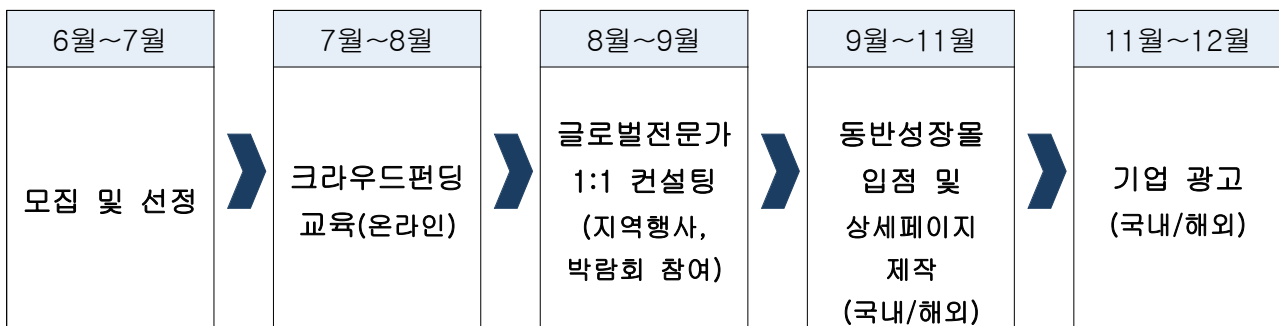 6월~7월
모집 및 선정
7월~8월
크라우드펀딩
교육(온라인)
8월~9월
글로벌전문가
1:1 컨설팅
(지역행사,
박람회 참여)
9월~11월
동반성장몰
입점 및
상세페이지
제작
(국내/해외)
11월~12월
기업 광고
(국내/해외)